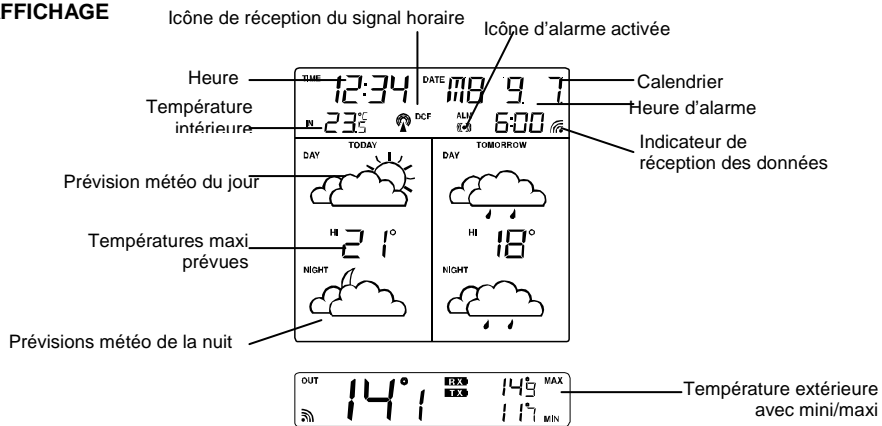 FFICHAGE
Icône de réception du signal horaire
Icône d'alarme activée
Heure
TIME 12:34 DATE 9. 7
Calendrier
Température
intérieure
IN 23.5 °C DCF ALM 6:00
Heure d'alarme
Indicateur de
réception des données
TODAY TOMORROW
DAY DAY
Prévision météo du jour
Températures maxi
prévues
HI 21° HI 18°
NIGHT NIGHT
Prévisions météo de la nuit
OUT 14°1 RX TX 14°9 MAX
MIN
Température extérieure
avec mini/maxi